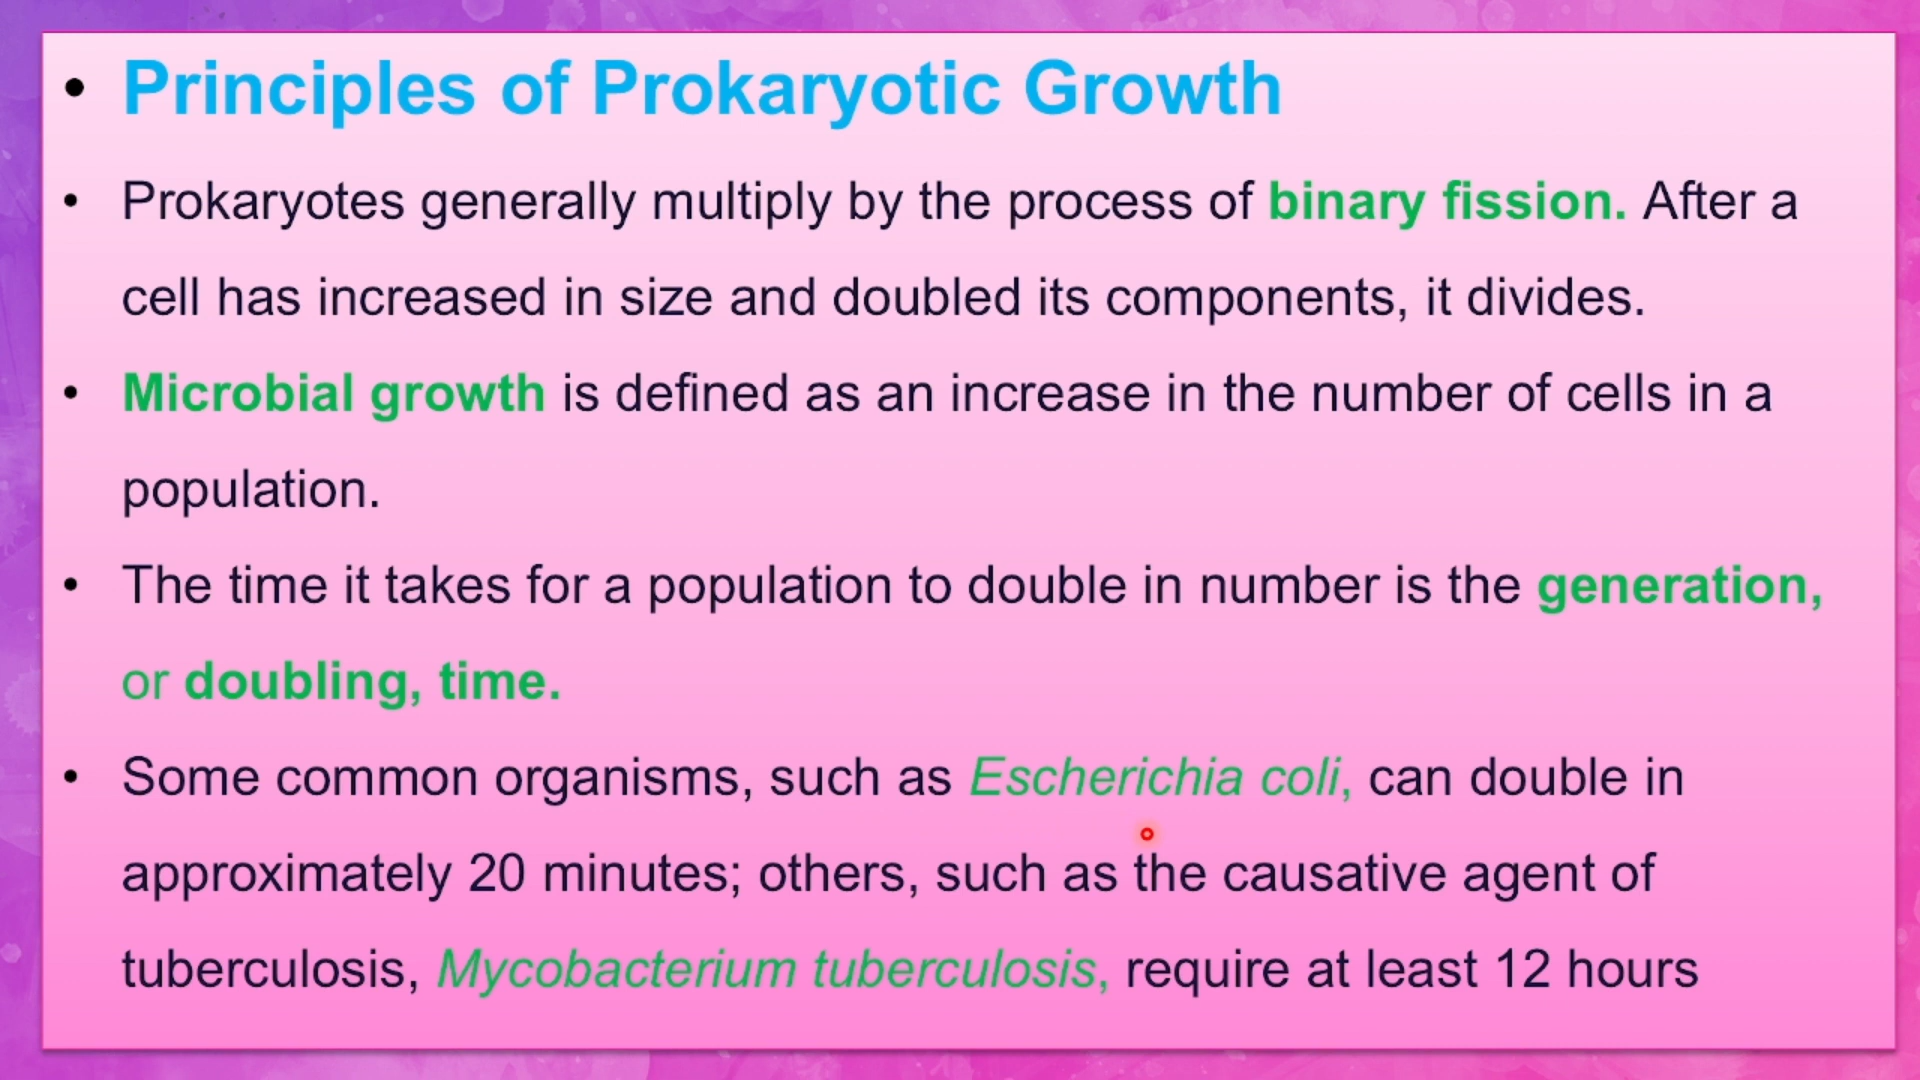 • Principles of Prokaryotic Growth
• Prokaryotes generally multiply by the process of binary fission. After a
cell has increased in size and doubled its components, it divides.
• Microbial growth is defined as an increase in the number of cells in a
population.
• The time it takes for a population to double in number is the generation,
or doubling, time.
• Some common organisms, such as Escherichia coli, can double in
approximately 20 minutes; others, such as the causative agent of
tuberculosis, Mycobacterium tuberculosis, require at least 12 hours